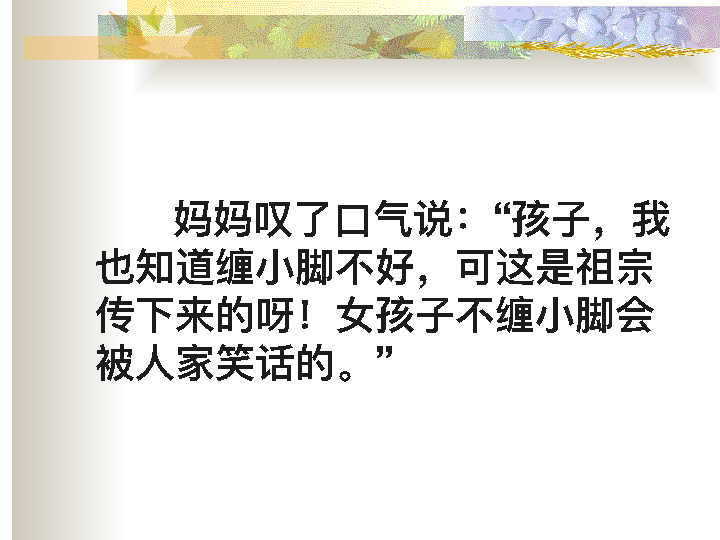 妈妈叹了口气说：“孩子，我
也知道缠小脚不好，可这是祖宗
传下来的呀！女孩子不缠小脚会
被人家笑话的。”